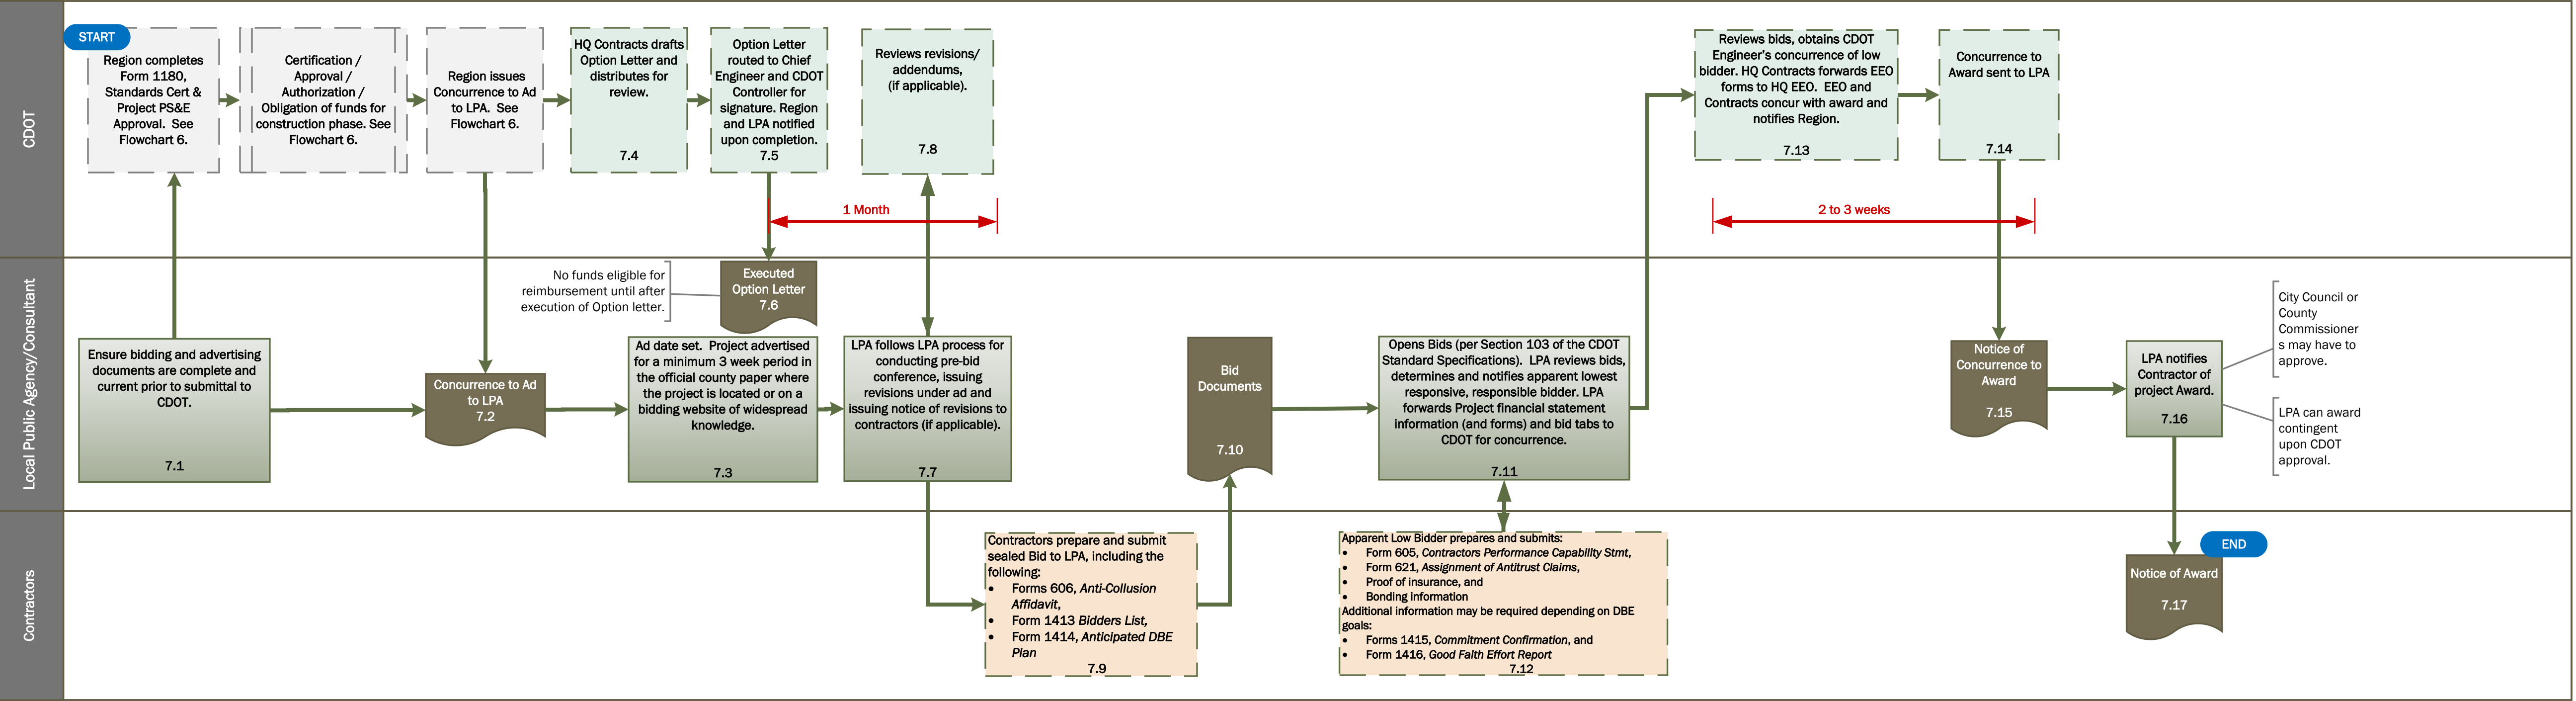 CDOT
START
Region completes
Form 1180,
Standards Cert &
Project PS&E
Approval.  See
Flowchart 6.
Certification /
Approval /
Authorization /
Obligation of funds for
construction phase. See
Flowchart 6.
Region issues
Concurrence to Ad
to LPA.  See
Flowchart 6.
HQ Contracts drafts
Option Letter and
distributes for
review.
7.4
Option Letter
routed to Chief
Engineer and CDOT
Controller for
signature. Region
and LPA notified
upon completion.
7.5
Reviews revisions/
addendums,
(if applicable).
7.8
Reviews bids, obtains CDOT
Engineer's concurrence of low
bidder. HQ Contracts forwards EEO
forms to HQ EEO.  EEO and
Contracts concur with award and
notifies Region.
7.13
Concurrence to
Award sent to LPA
7.14
1 Month
2 to 3 weeks
Local Public Agency/Consultant
Ensure bidding and advertising
documents are complete and
current prior to submittal to
CDOT.
7.1
Concurrence to Ad
to LPA
7.2
No funds eligible for
reimbursement until after
execution of Option letter.
Executed
Option Letter
7.6
Ad date set.  Project advertised
for a minimum 3 week period in
the official county paper where
the project is located or on a
bidding website of widespread
knowledge.
7.3
LPA follows LPA process for
conducting pre-bid
conference, issuing
revisions under ad and
issuing notice of revisions to
contractors (if applicable).
7.7
Bid
Documents
7.10
Opens Bids (per Section 103 of the CDOT
Standard Specifications).  LPA reviews bids,
determines and notifies apparent lowest
responsive, responsible bidder. LPA
forwards Project financial statement
information (and forms) and bid tabs to
CDOT for concurrence.
7.11
Notice of
Concurrence to
Award
7.15
LPA notifies
Contractor of
project Award.
7.16
City Council or
County
Commissioner
s may have to
approve.
LPA can award
contingent
upon CDOT
approval.
Contractors
Contractors prepare and submit
sealed Bid to LPA, including the
following:
• Forms 606, Anti-Collusion
Affidavit,
• Form 1413 Bidders List,
• Form 1414, Anticipated DBE
Plan
7.9
Apparent Low Bidder prepares and submits:
• Form 605, Contractors Performance Capability Stmt,
• Form 621, Assignment of Antitrust Claims,
• Proof of insurance, and
• Bonding information
Additional information may be required depending on DBE
goals:
• Forms 1415, Commitment Confirmation, and
• Form 1416, Good Faith Effort Report
7.12
END
Notice of Award
7.17